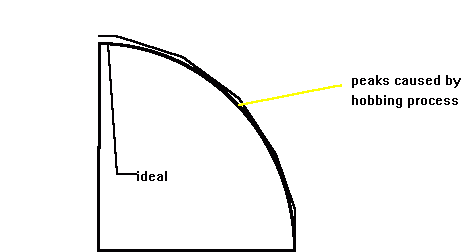 peaks caused by
hobbing process
ideal